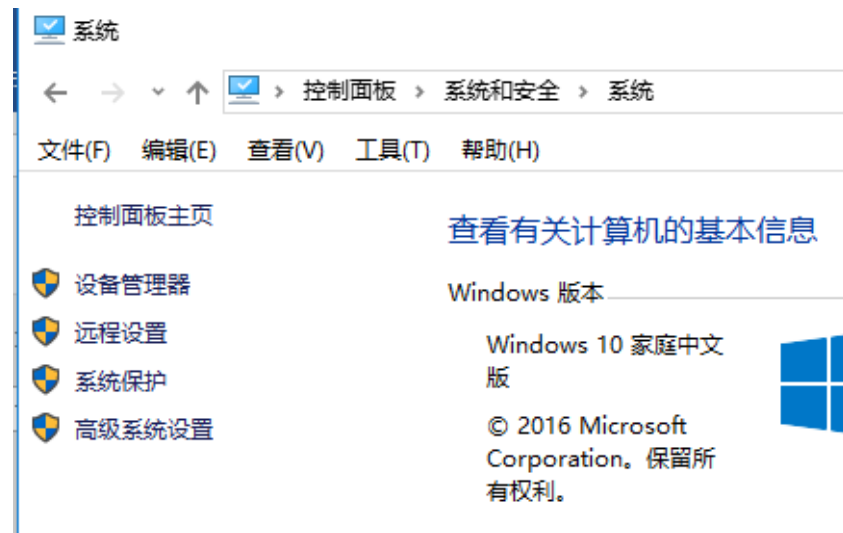 系统
控制面板 › 系统和安全 › 系统
文件(F) 编辑(E) 查看(V) 工具(T) 帮助(H)
控制面板主页
查看有关计算机的基本信息
设备管理器
Windows 版本
远程设置
Windows 10 家庭中文
版
系统保护
高级系统设置
© 2016 Microsoft
Corporation。保留所
有权利。